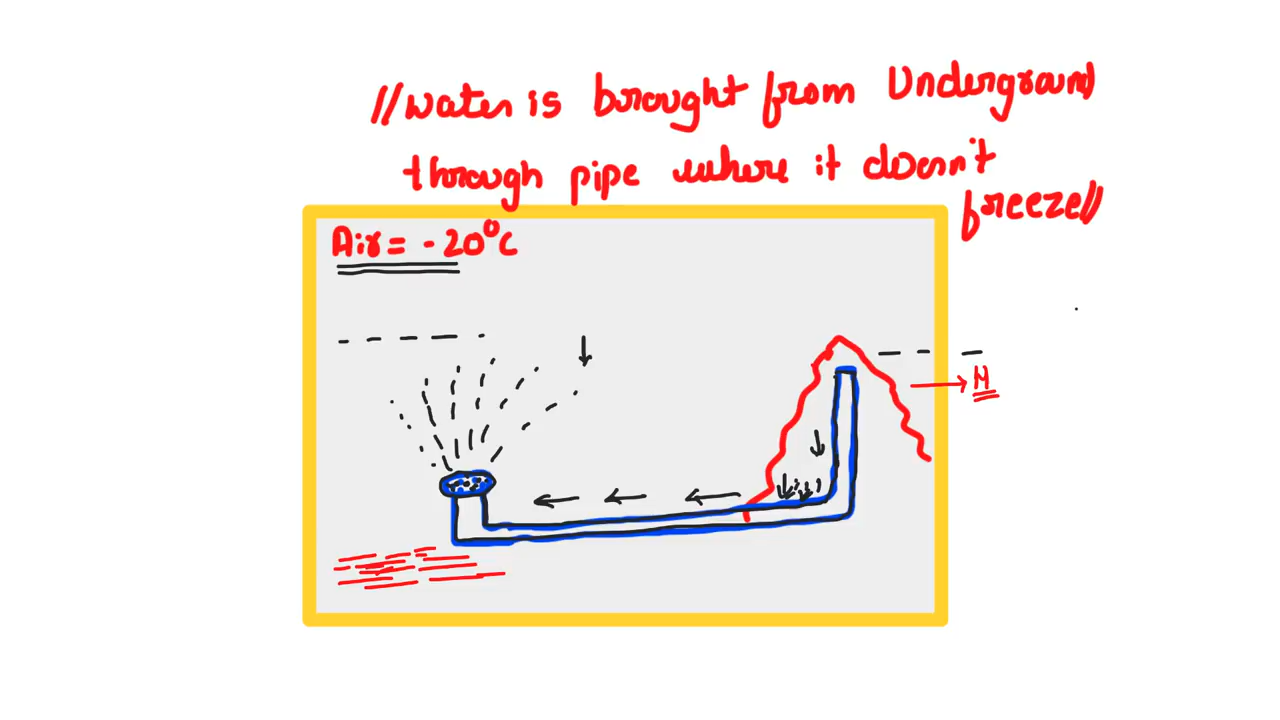 //water is brought from Underground
through pipe where it doesn't
freeze//
Air = -20°C
M